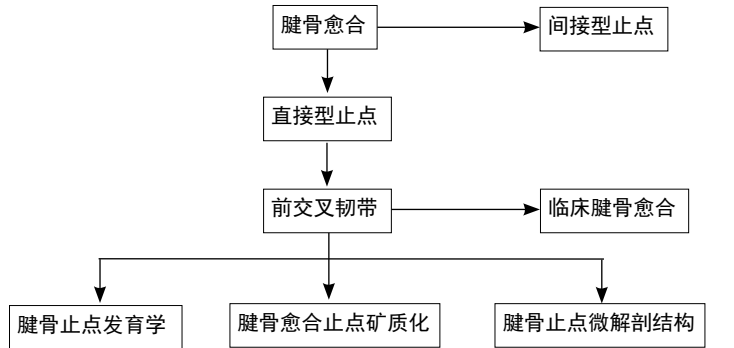 腱骨愈合
间接型止点
直接型止点
前交叉韧带
临床腱骨愈合
腱骨止点发育学
腱骨愈合止点矿质化
腱骨止点微解剖结构